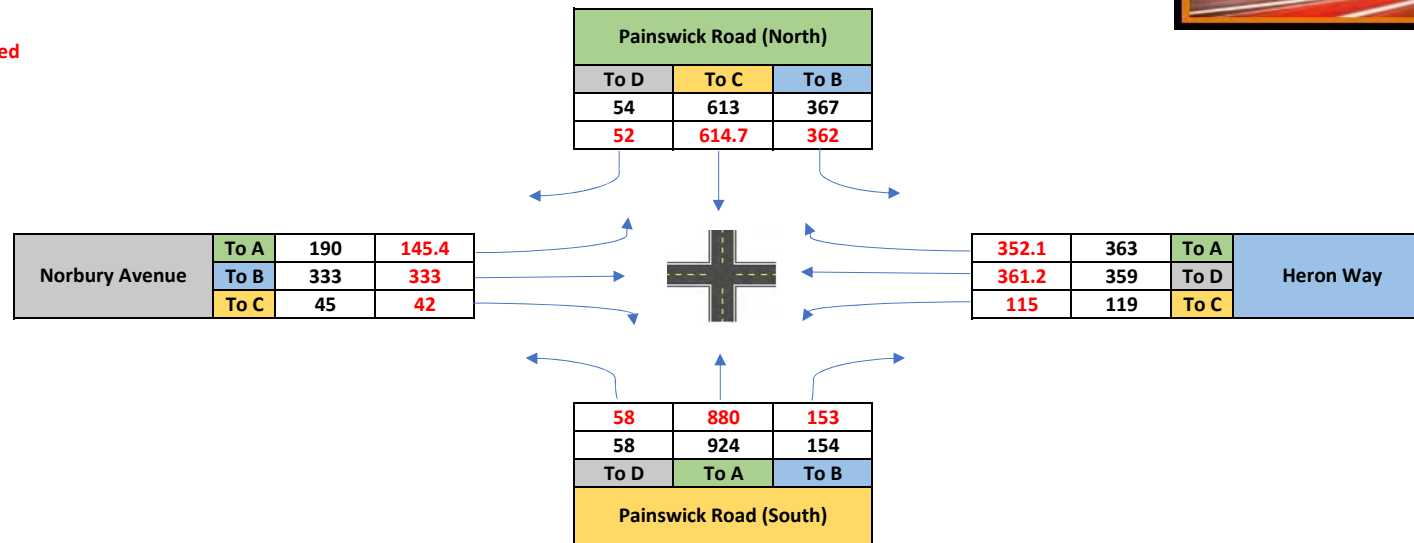 ed
Painswick Road (North)
To D To C To B
54 613 367
52 614.7 362
Norbury Avenue
To A 190 145.4
To B 333 333
To C 45 42
352.1 363 To A
361.2 359 To D
115 119 To C
Heron Way
58 880 153
58 924 154
To D To A To B
Painswick Road (South)